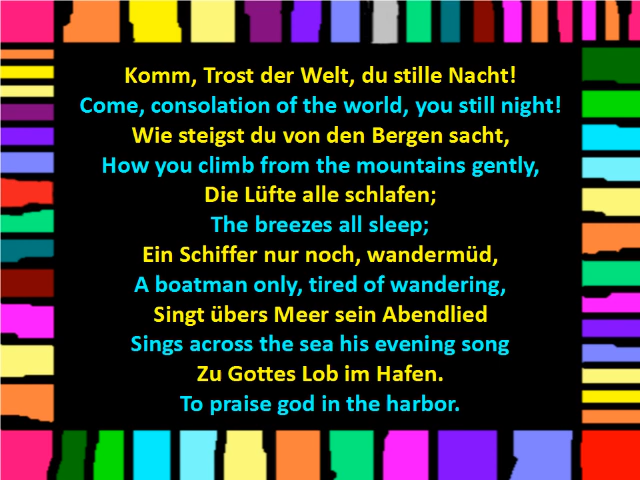 Komm, Trost der Welt, du stille Nacht!
Come, consolation of the world, you still night!
Wie steigst du von den Bergen sacht,
How you climb from the mountains gently,
Die Lüfte alle schlafen;
The breezes all sleep;
Ein Schiffer nur noch, wandermüd,
A boatman only, tired of wandering,
Singt übers Meer sein Abendlied
Sings across the sea his evening song
Zu Gottes Lob im Hafen.
To praise god in the harbor.